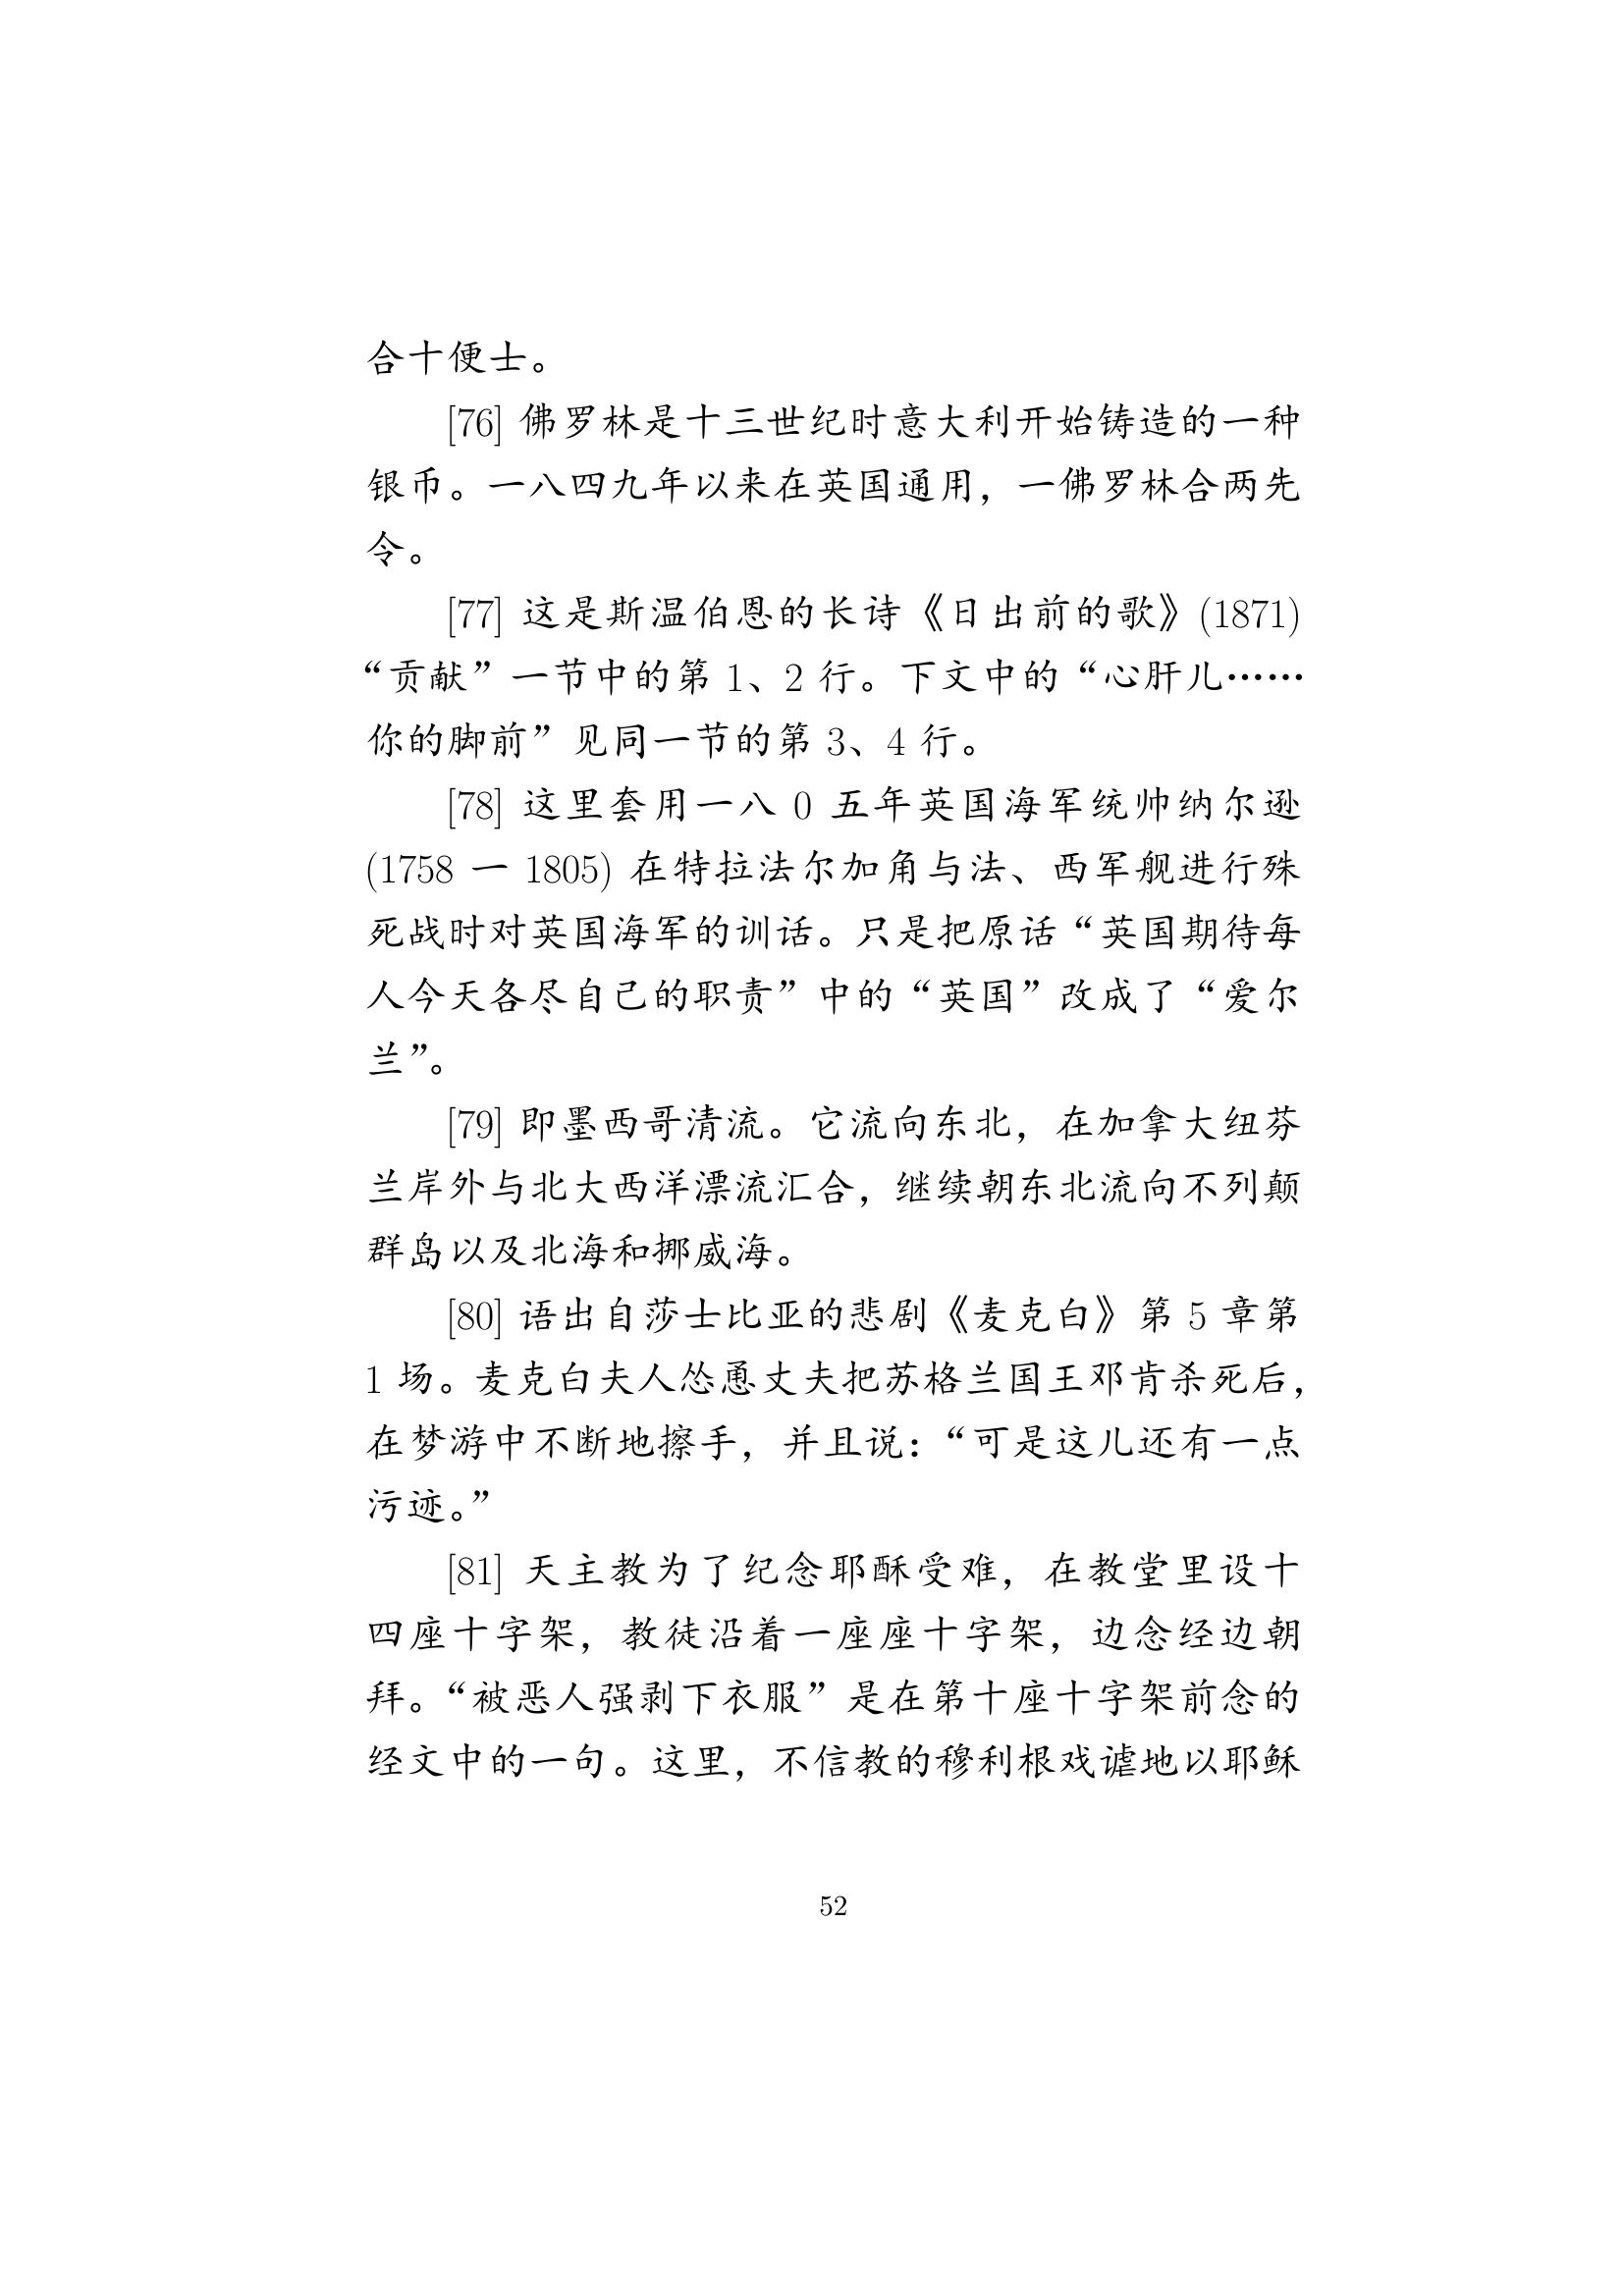 合十便士。
[76] 佛罗林是十三世纪时意大利开始铸造的一种
银币。一八四九年以来在英国通用，一佛罗林合两先
令。
[77] 这是斯温伯恩的长诗《日出前的歌》(1871)
“贡献”一节中的第 1、2 行。下文中的“心肝儿……
你的脚前”见同一节的第 3、4 行。
[78] 这里套用一八 0 五年英国海军统帅纳尔逊
(1758 一 1805) 在特拉法尔加角与法、西军舰进行殊
死战时对英国海军的训话。只是把原话“英国期待每
人今天各尽自己的职责”中的“英国”改成了“爱尔
兰”。
[79] 即墨西哥清流。它流向东北，在加拿大纽芬
兰岸外与北大西洋漂流汇合，继续朝东北流向不列颠
群岛以及北海和挪威海。
[80] 语出自莎士比亚的悲剧《麦克白》第 5 章第
1 场。麦克白夫人怂恿丈夫把苏格兰国王邓肯杀死后，
在梦游中不断地擦手，并且说：“可是这儿还有一点
污迹。”
[81] 天主教为了纪念耶酥受难，在教堂里设十
四座十字架，教徒沿着一座座十字架，边念经边朝
拜。“被恶人强剥下衣服”是在第十座十字架前念的
经文中的一句。这里，不信教的穆利根戏谑地以耶稣
52